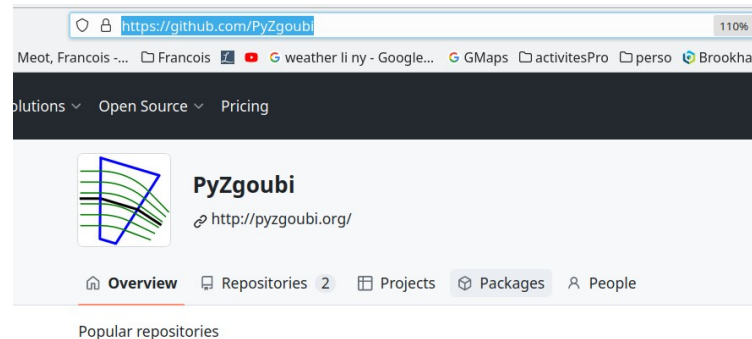 https://github.com/PyZgoubi 110%
Meot, Francois -... Francois G weather li ny - Google... GMaps activitesPro perso Brookha
olutions Open Source Pricing
PyZgoubi
http://pyzgoubi.org/
Overview Repositories 2 Projects Packages People
Popular repositories